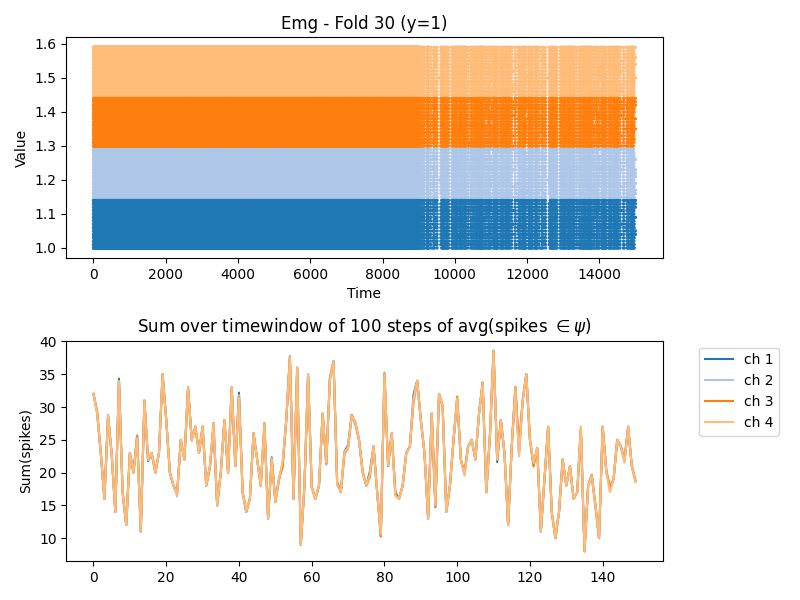 Emg - Fold 30 (y=1)
Value
1.6
1.5
1.4
1.3
1.2
1.1
1.0
0 2000 4000 6000 8000 10000 12000 14000
Time
Sum over timewindow of 100 steps of avg(spikes ∈ ψ)
Sum(spikes)
40
35
30
25
20
15
10
0 20 40 60 80 100 120 140
ch 1
ch 2
ch 3
ch 4